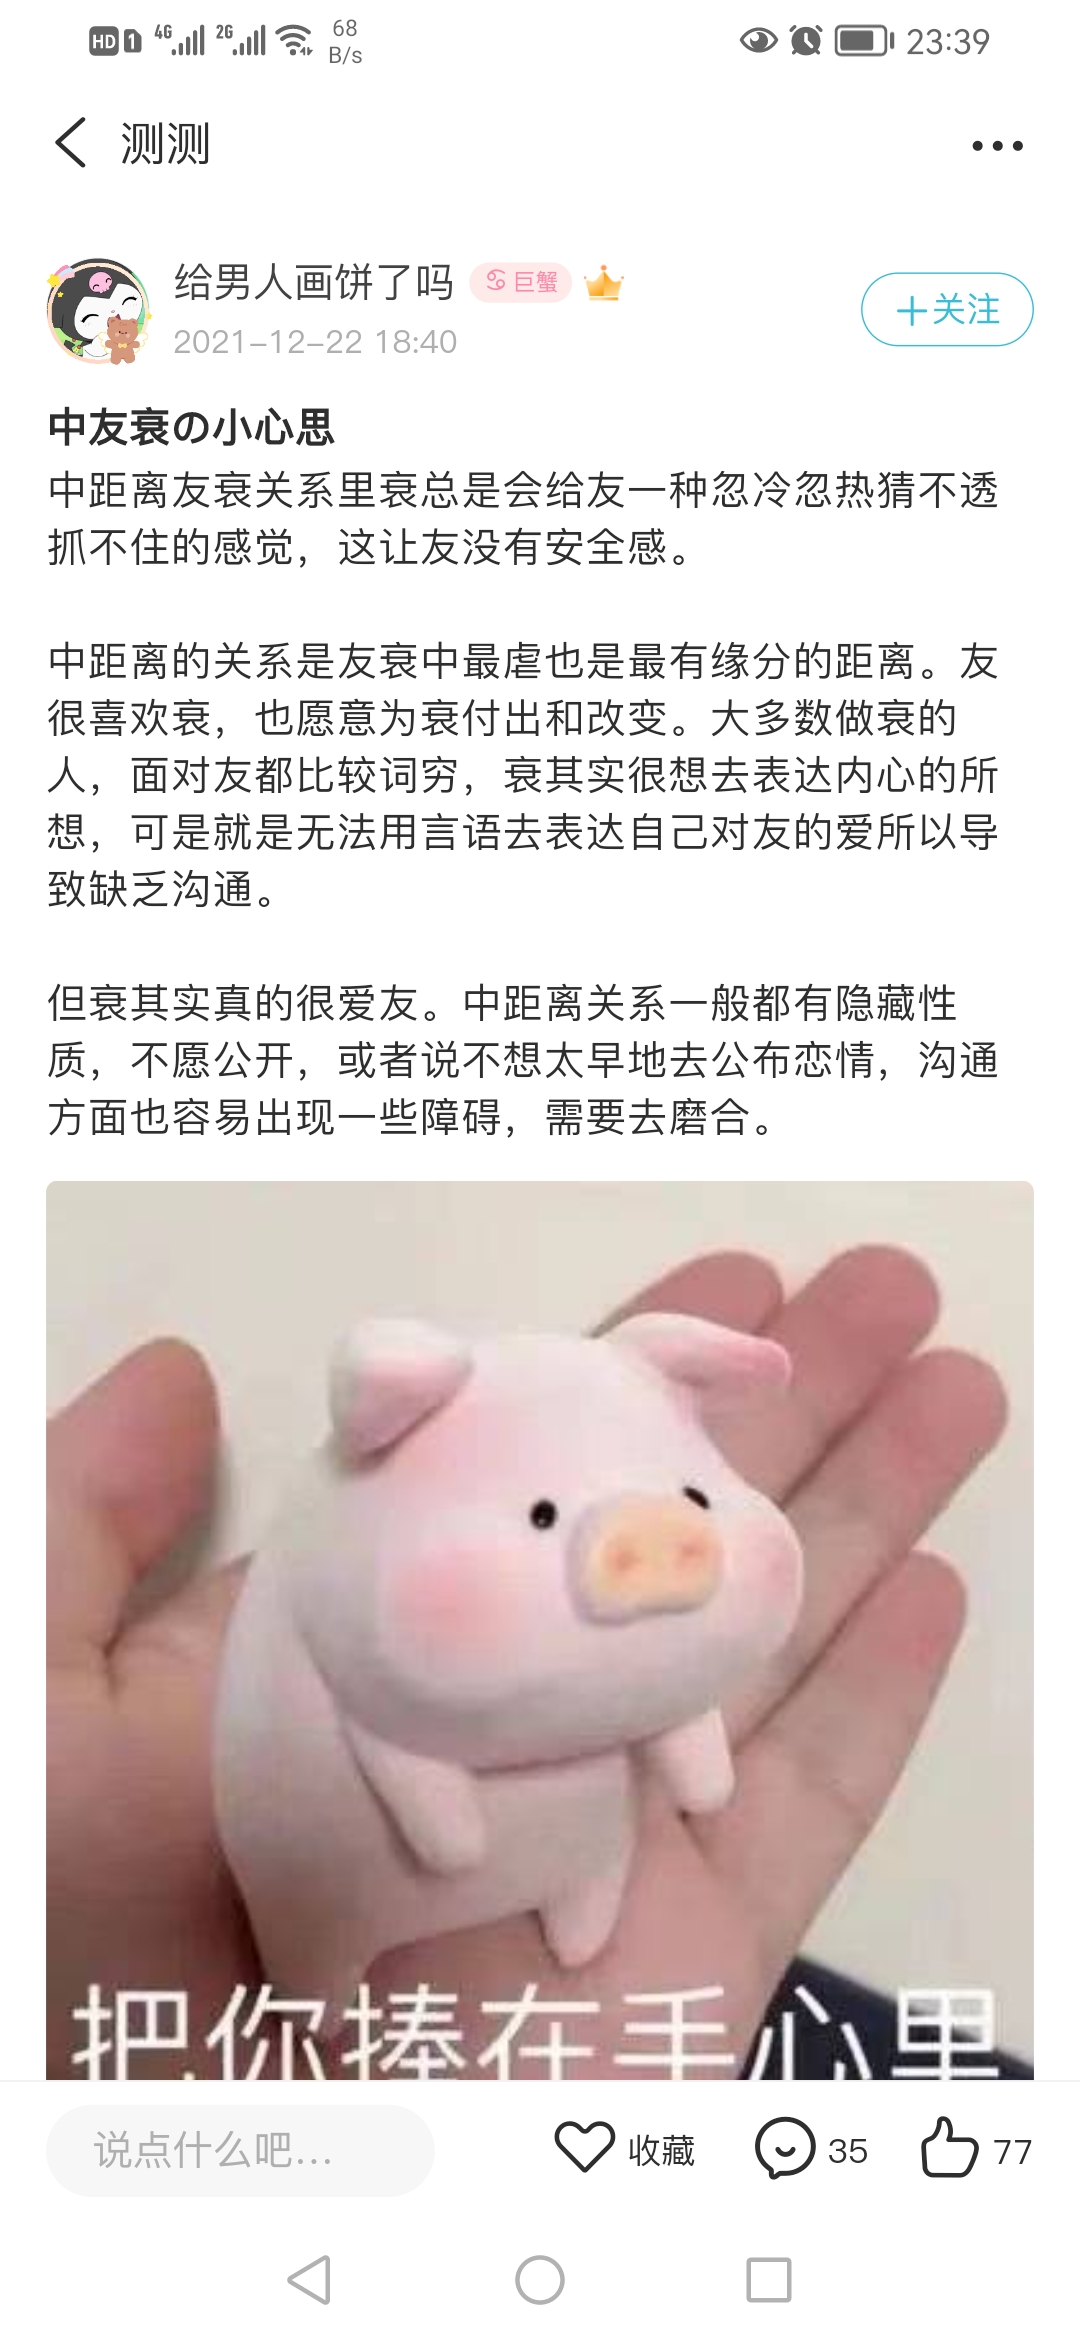 HD 1 4G 2G 68 B/s 23:39
测测
给男人画饼了吗 巨蟹
+关注
2021-12-22 18:40
中友衰の小心思
中距离友衰关系里衰总是会给友一种忽冷忽热猜不透
抓不住的感觉，这让友没有安全感。
中距离的关系是友衰中最虐也是最有缘分的距离。友
很喜欢衰，也愿意为衰付出和改变。大多数做衰的
人，面对友都比较词穷，衰其实很想去表达内心的所
想，可是就是无法用言语去表达自己对友的爱所以导
致缺乏沟通。
但衰其实真的很爱友。中距离关系一般都有隐藏性
质，不愿公开，或者说不想太早地去公布恋情，沟通
方面也容易出现一些障碍，需要去磨合。
把你捧在手心里
说点什么吧... 收藏 35 77